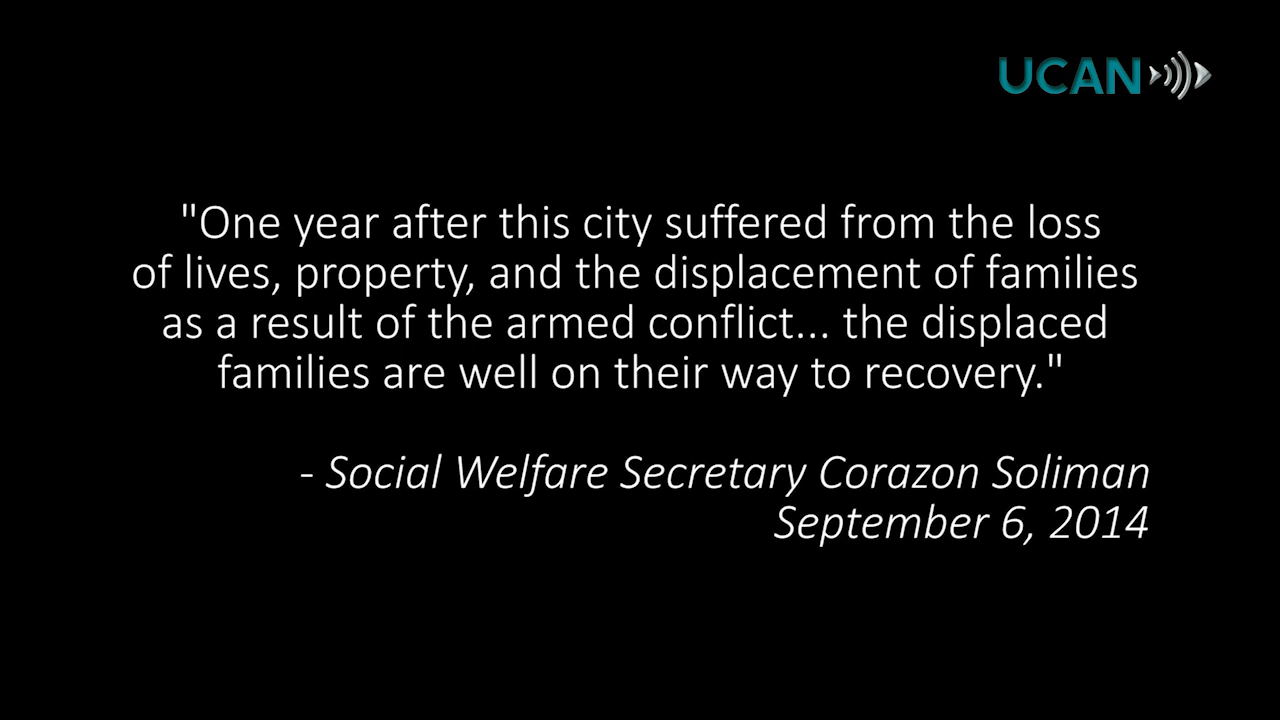 UCAN
"One year after this city suffered from the loss
of lives, property, and the displacement of families
as a result of the armed conflict... the displaced
families are well on their way to recovery."
- Social Welfare Secretary Corazon Soliman
September 6, 2014